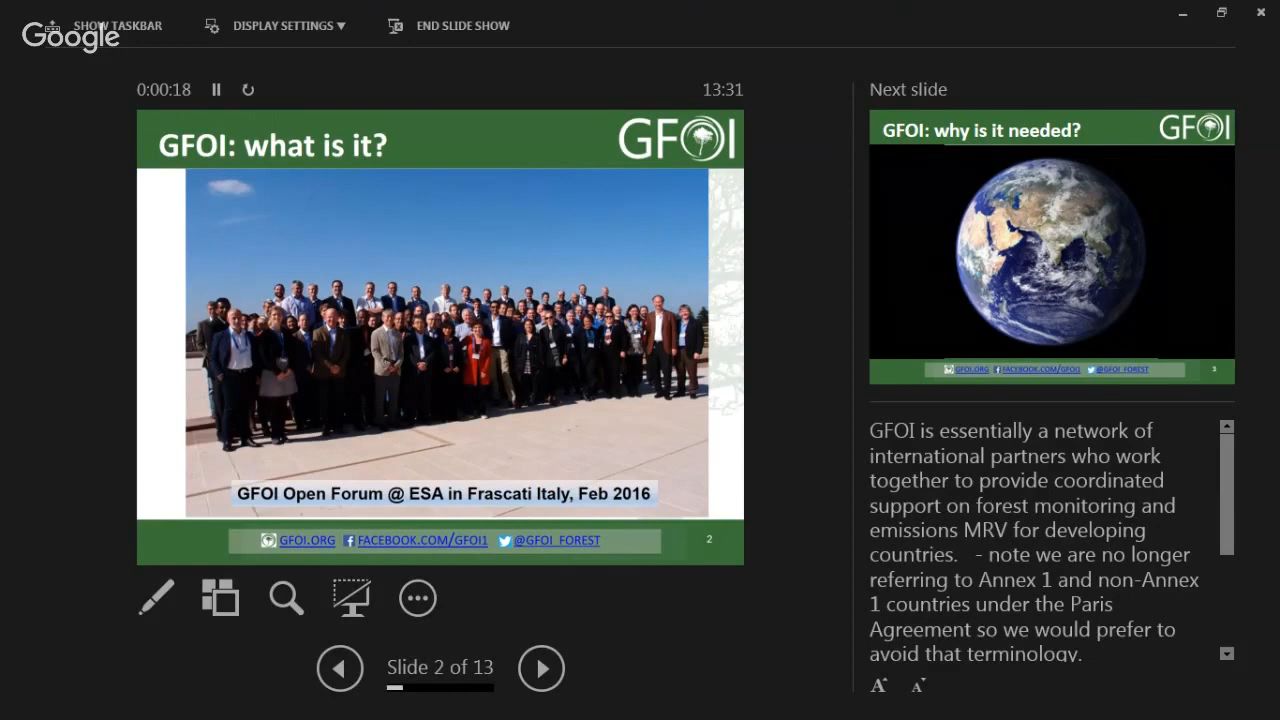 SHOW TASKBAR
DISPLAY SETTINGS ▼
END SLIDE SHOW
Google
0:00:18
13:31
Next slide
GFOI: what is it?
GFOI
GFOI Open Forum @ ESA in Frascati Italy, Feb 2016
GFOI.ORG FACEBOOK.COM/GFOI1 @GFOI_FOREST
2
GFOI: why is it needed?
GFOI
GFOI.ORG FACEBOOK.COM/GFOI1 @GFOI_FOREST
3
GFOI is essentially a network of
international partners who work
together to provide coordinated
support on forest monitoring and
emissions MRV for developing
countries. - note we are no longer
referring to Annex 1 and non-Annex
1 countries under the Paris
Agreement so we would prefer to
avoid that terminology.
A A
Slide 2 of 13